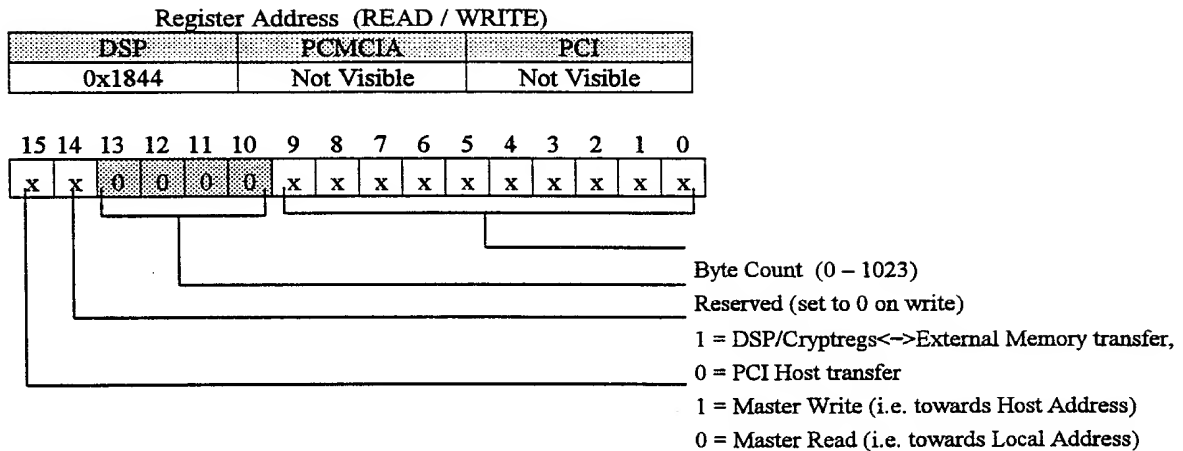 Register Address (READ / WRITE)
DSP PCMCIA PCI
0x1844 Not Visible Not Visible
15 14 13 12 11 10 9 8 7 6 5 4 3 2 1 0
x x 0 0 0 0 x x x x x x x x x x
Byte Count (0 – 1023)
Reserved (set to 0 on write)
1 = DSP/Cryptregs<->External Memory transfer,
0 = PCI Host transfer
1 = Master Write (i.e. towards Host Address)
0 = Master Read (i.e. towards Local Address)